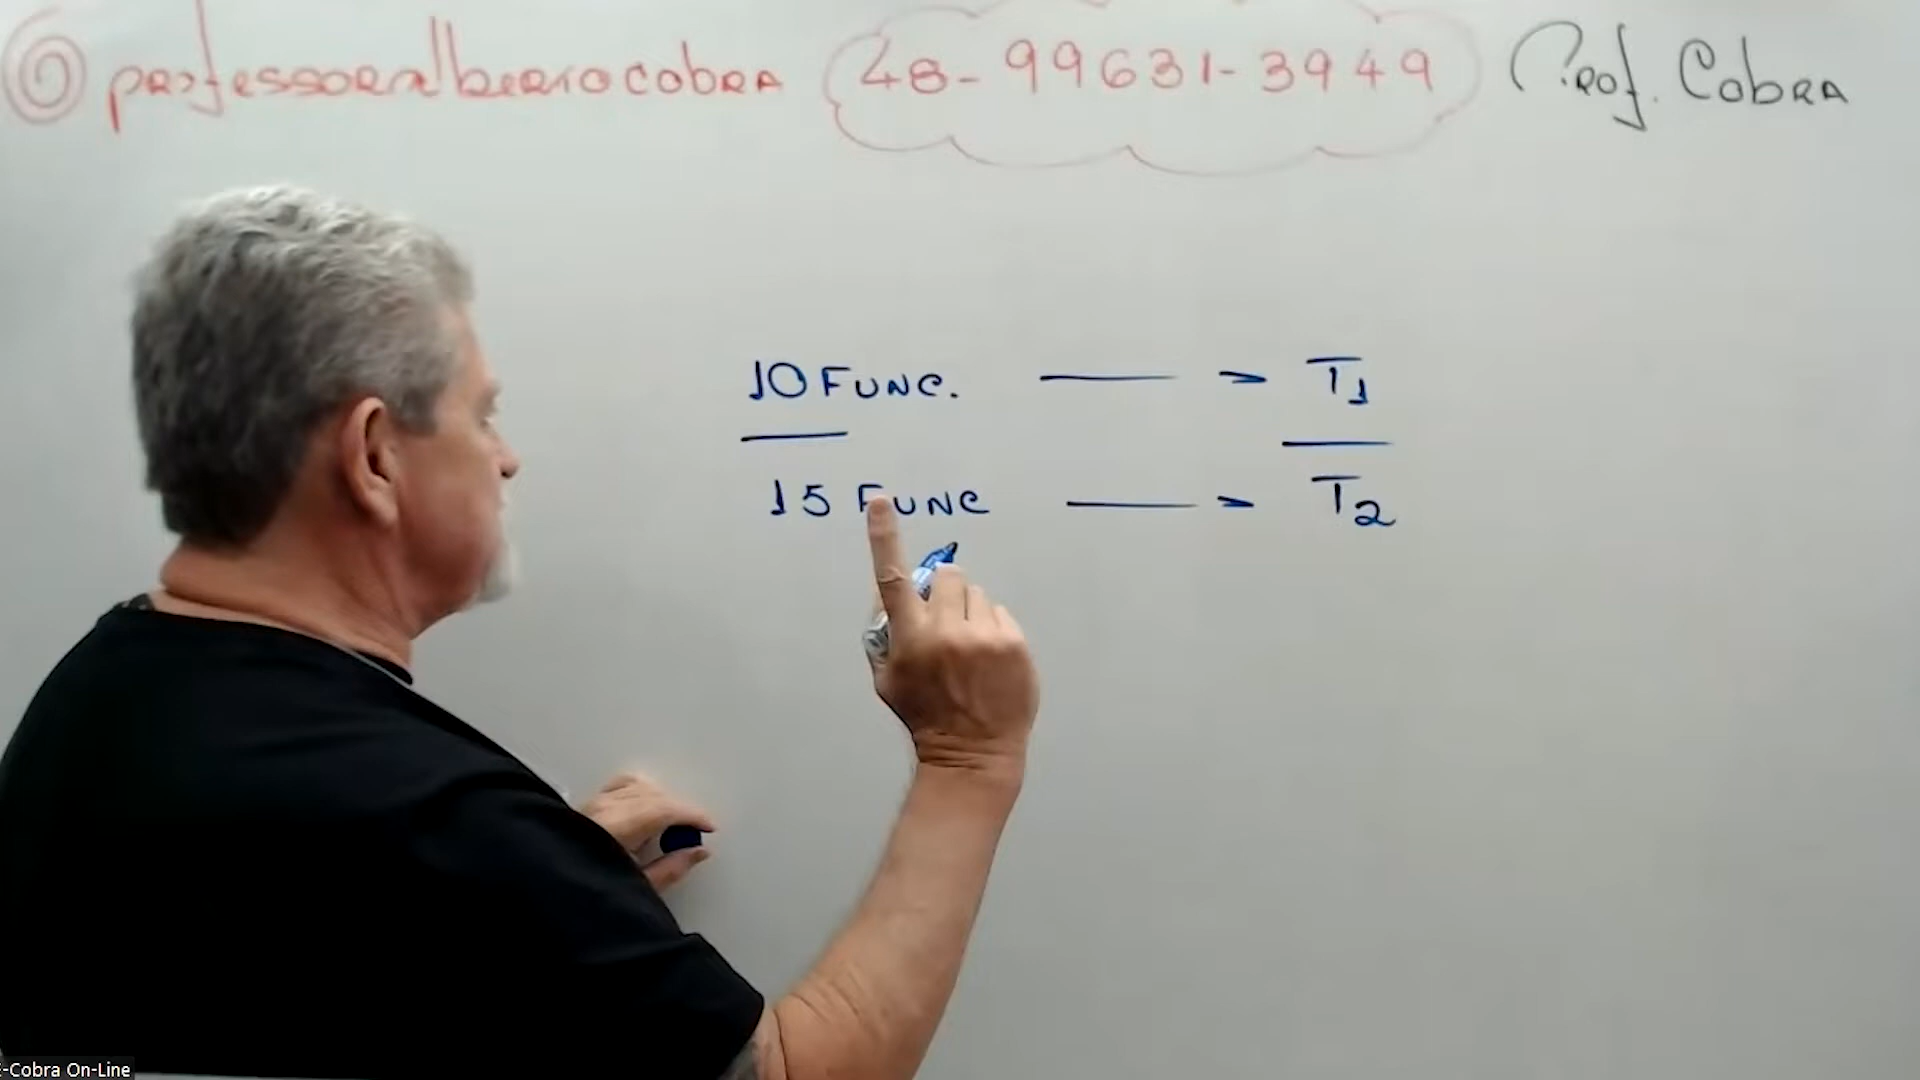 professoralbertocobra 48-99631-3949 Prof. Cobra
10 FUNC. —> T1
15 FUNC —> T2
-Cobra On-Line